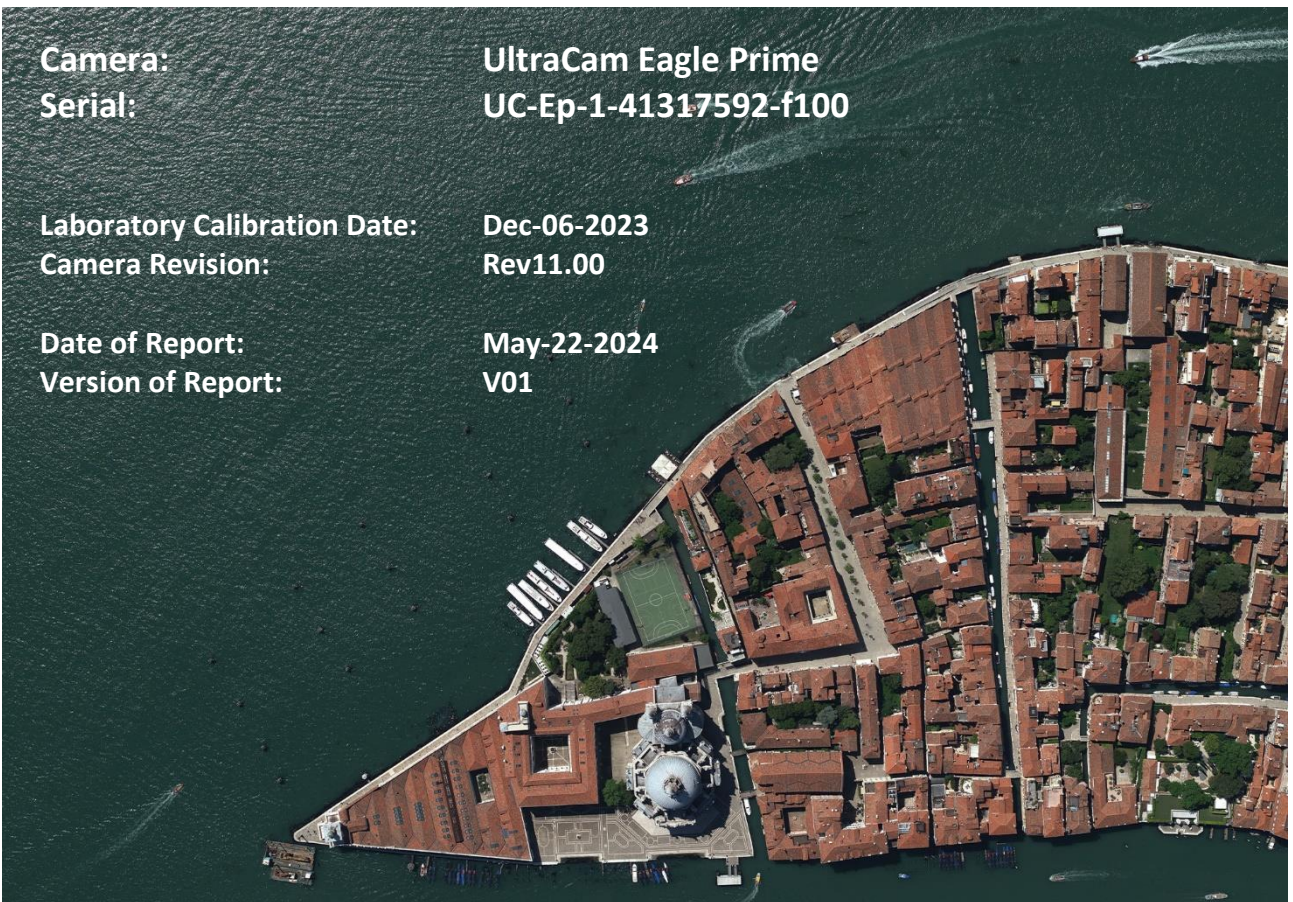 Camera: UltraCam Eagle Prime
Serial: UC-Ep-1-41317592-f100
Laboratory Calibration Date: Dec-06-2023
Camera Revision: Rev11.00
Date of Report: May-22-2024
Version of Report: V01